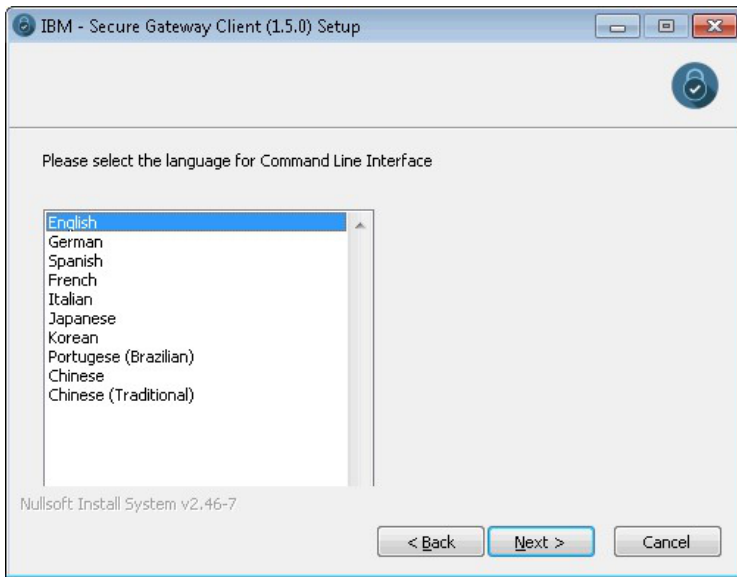 IBM - Secure Gateway Client (1.5.0) Setup
Please select the language for Command Line Interface
English
German
Spanish
French
Italian
Japanese
Korean
Portugese (Brazilian)
Chinese
Chinese (Traditional)
Nullsoft Install System v2.46-7
< Back Next > Cancel